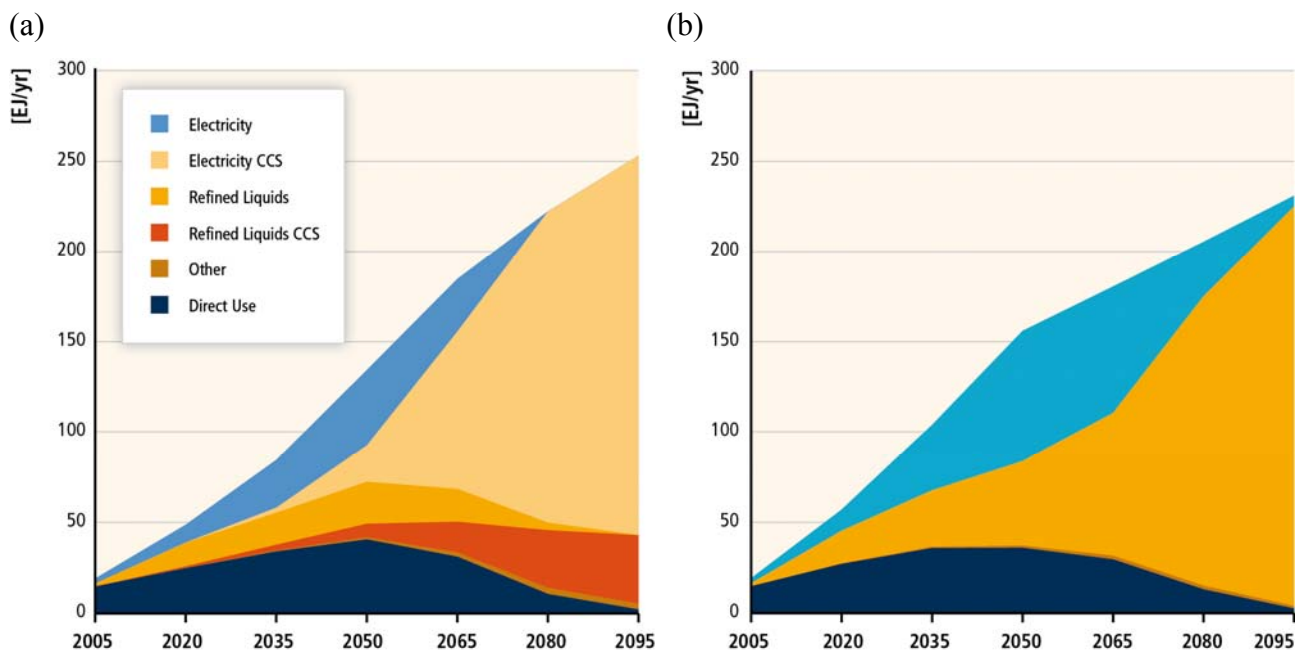 (a)
[EJ/yr]
300
250
200
150
100
50
0
2005 2020 2035 2050 2065 2080 2095
Electricity
Electricity CCS
Refined Liquids
Refined Liquids CCS
Other
Direct Use
(b)
[EJ/yr]
300
250
200
150
100
50
0
2005 2020 2035 2050 2065 2080 2095